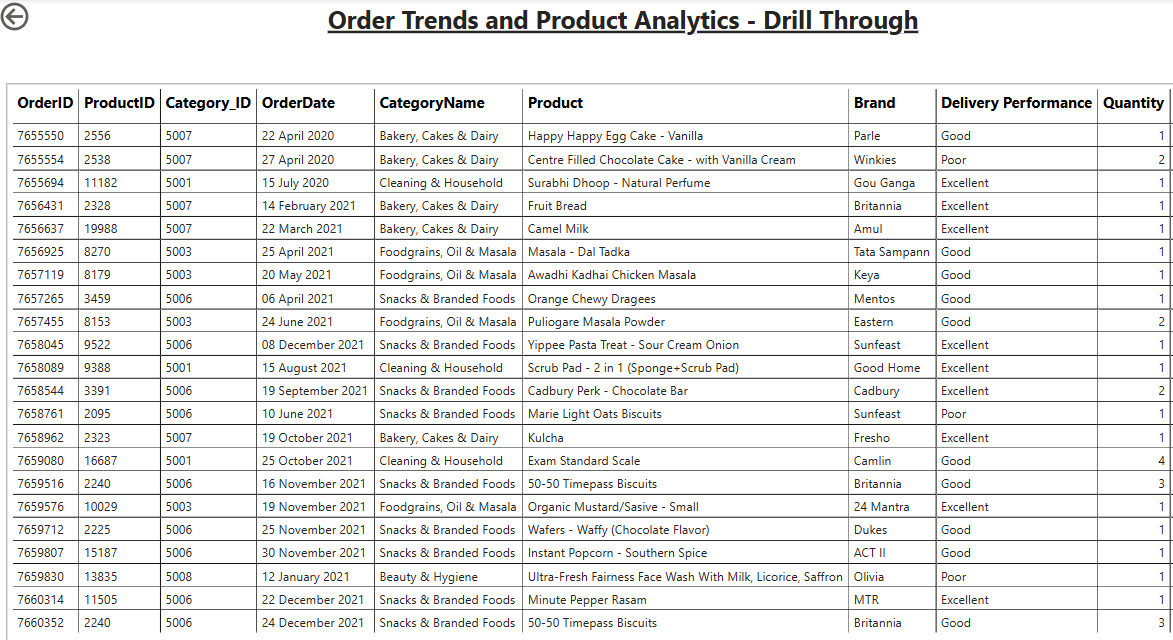 Order Trends and Product Analytics - Drill Through
OrderID ProductID Category_ID OrderDate CategoryName Product Brand Delivery Performance Quantity
7655550 2556 5007 22 April 2020 Bakery, Cakes & Dairy Happy Happy Egg Cake - Vanilla Parle Good 1
7655554 2538 5007 27 April 2020 Bakery, Cakes & Dairy Centre Filled Chocolate Cake - with Vanilla Cream Winkies Poor 2
7655694 11182 5001 15 July 2020 Cleaning & Household Surabhi Dhoop - Natural Perfume Gou Ganga Excellent 1
7656431 2328 5007 14 February 2021 Bakery, Cakes & Dairy Fruit Bread Britannia Excellent 1
7656637 19988 5007 22 March 2021 Bakery, Cakes & Dairy Camel Milk Amul Excellent 1
7656925 8270 5003 25 April 2021 Foodgrains, Oil & Masala Masala - Dal Tadka Tata Sampann Good 1
7657119 8179 5003 20 May 2021 Foodgrains, Oil & Masala Awadhi Kadhai Chicken Masala Keya Good 1
7657265 3459 5006 06 April 2021 Snacks & Branded Foods Orange Chewy Dragees Mentos Good 1
7657455 8153 5003 24 June 2021 Foodgrains, Oil & Masala Puliogare Masala Powder Eastern Good 2
7658045 9522 5006 08 December 2021 Snacks & Branded Foods Yippee Pasta Treat - Sour Cream Onion Sunfeast Excellent 1
7658089 9388 5001 15 August 2021 Cleaning & Household Scrub Pad - 2 in 1 (Sponge+Scrub Pad) Good Home Excellent 1
7658544 3391 5006 19 September 2021 Snacks & Branded Foods Cadbury Perk - Chocolate Bar Cadbury Excellent 2
7658761 2095 5006 10 June 2021 Snacks & Branded Foods Marie Light Oats Biscuits Sunfeast Poor 1
7658962 2323 5007 19 October 2021 Bakery, Cakes & Dairy Kulcha Fresho Excellent 1
7659080 16687 5001 25 October 2021 Cleaning & Household Exam Standard Scale Camlin Good 4
7659516 2240 5006 16 November 2021 Snacks & Branded Foods 50-50 Timepass Biscuits Britannia Good 3
7659576 10029 5003 19 November 2021 Foodgrains, Oil & Masala Organic Mustard/Sasive - Small 24 Mantra Excellent 1
7659712 2225 5006 25 November 2021 Snacks & Branded Foods Wafers - Waffy (Chocolate Flavor) Dukes Good 1
7659807 15187 5006 30 November 2021 Snacks & Branded Foods Instant Popcorn - Southern Spice ACT II Good 1
7659830 13835 5008 12 January 2021 Beauty & Hygiene Ultra-Fresh Fairness Face Wash With Milk, Licorice, Saffron Olivia Poor 1
7660314 11505 5006 22 December 2021 Snacks & Branded Foods Minute Pepper Rasam MTR Excellent 1
7660352 2240 5006 24 December 2021 Snacks & Branded Foods 50-50 Timepass Biscuits Britannia Good 3